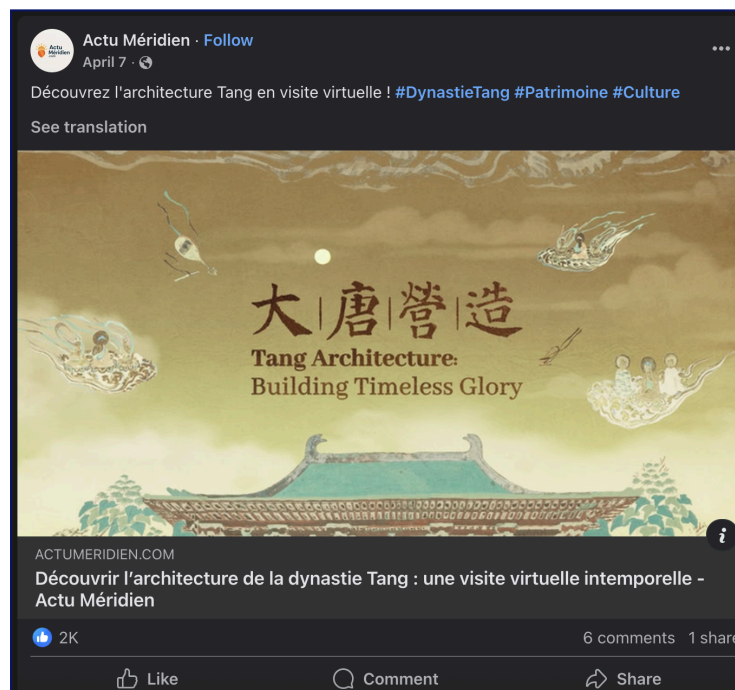 Actu Méridien
Actu Méridien · Follow
April 7 ·
Découvrez l'architecture Tang en visite virtuelle ! #DynastieTang #Patrimoine #Culture
See translation
大唐營造
Tang Architecture:
Building Timeless Glory
ACTUMERIDIEN.COM
Découvrir l’architecture de la dynastie Tang : une visite virtuelle intemporelle -
Actu Méridien
2K
6 comments 1 share
Like
Comment
Share